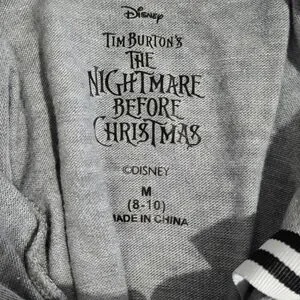 Disney
TIM BURTON'S
THE
NIGHTMARE
BEFORE
CHRISTMAS
©DISNEY
M
(8-10)
MADE IN CHINA